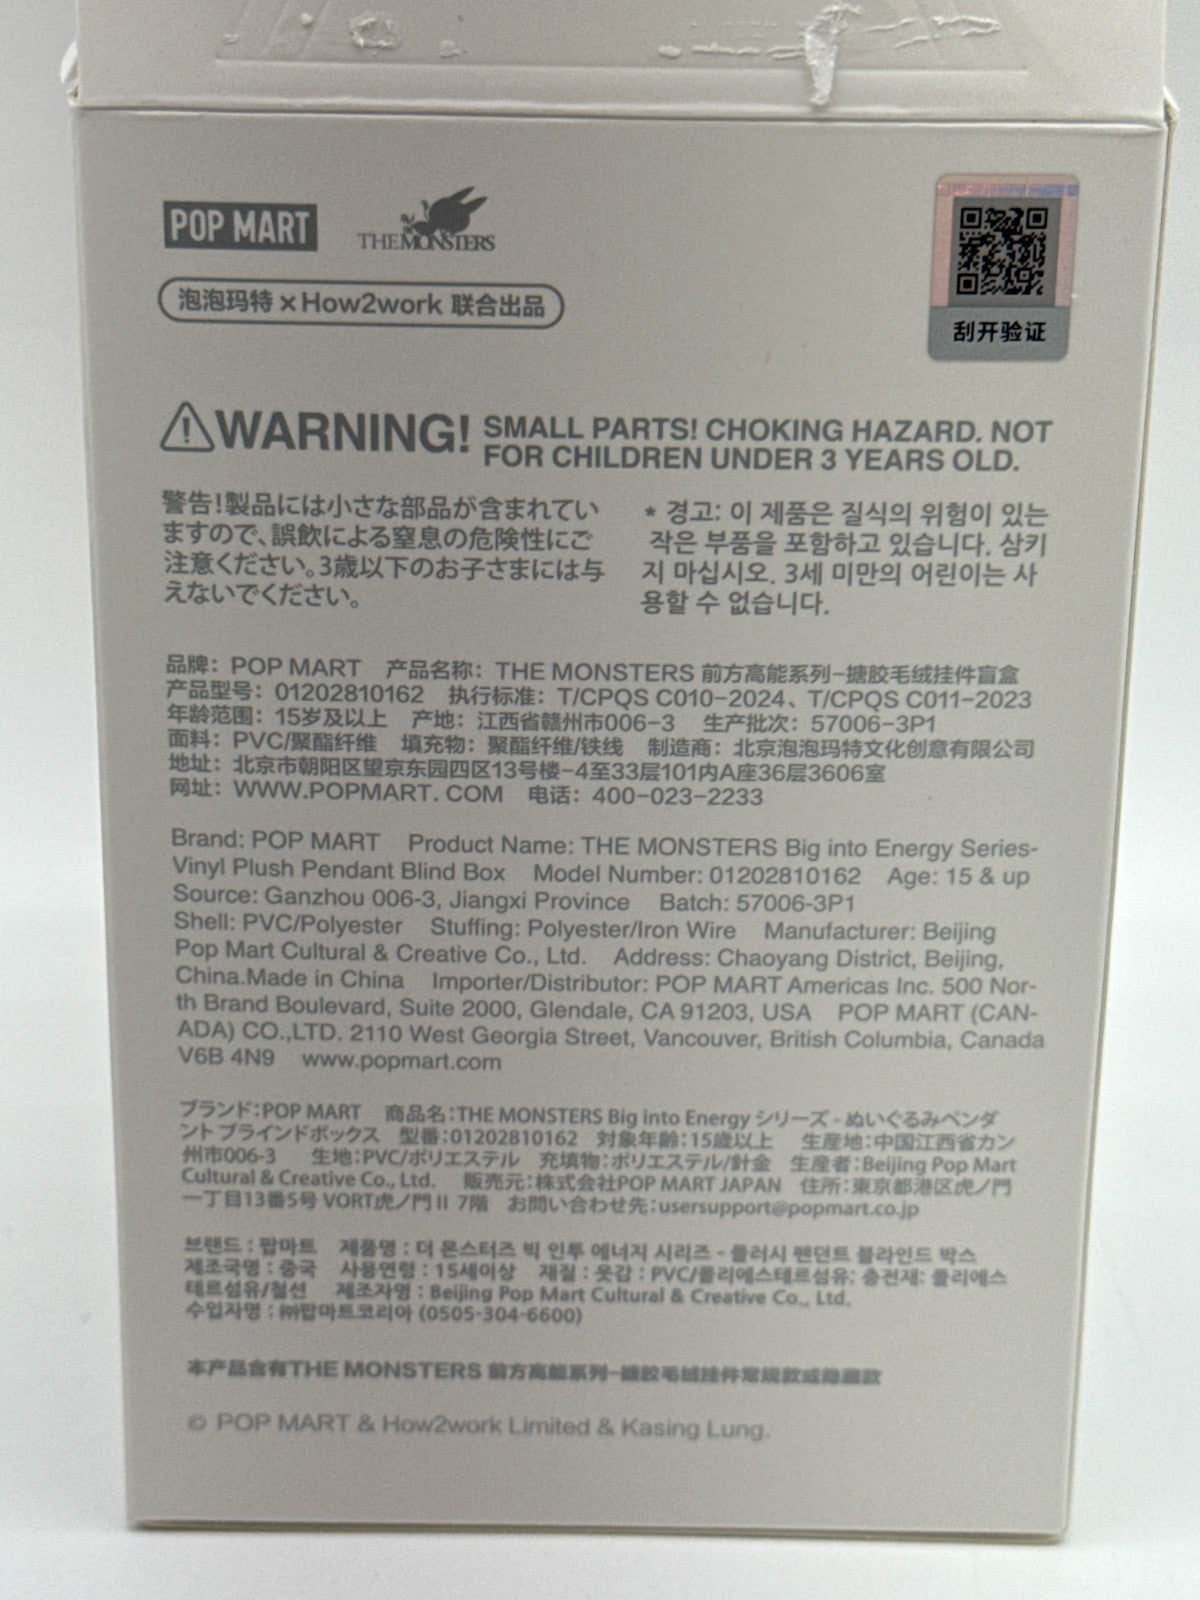 POP MART
THE MONSTERS
泡泡玛特×How2work 联合出品
刮开验证
WARNING!
SMALL PARTS! CHOKING HAZARD. NOT
FOR CHILDREN UNDER 3 YEARS OLD.
警告!製品には小さな部品が含まれてい
ますので、誤飲による窒息の危険性にご
注意ください。3歳以下のお子さまには与
えないでください。
* 경고: 이 제품은 질식의 위험이 있는
작은 부품을 포함하고 있습니다. 삼키
지 마십시오. 3세 미만의 어린이는 사
용할 수 없습니다.
品牌：POP MART 产品名称：THE MONSTERS 前方高能系列-搪胶毛绒挂件盲盒
产品型号：01202810162 执行标准：T/CPQS C010-2024、T/CPQS C011-2023
年龄范围：15岁及以上 产地：江西省赣州市006-3 生产批次：57006-3P1
面料：PVC/聚酯纤维 填充物：聚酯纤维/铁线 制造商：北京泡泡玛特文化创意有限公司
地址：北京市朝阳区望京东园四区13号楼-4至33层101内A座36层3606室
网址：WWW.POPMART. COM 电话：400-023-2233
Brand: POP MART Product Name: THE MONSTERS Big into Energy Series-
Vinyl Plush Pendant Blind Box Model Number: 01202810162 Age: 15 & up
Source: Ganzhou 006-3, Jiangxi Province Batch: 57006-3P1
Shell: PVC/Polyester Stuffing: Polyester/Iron Wire Manufacturer: Beijing
Pop Mart Cultural & Creative Co., Ltd. Address: Chaoyang District, Beijing,
China.Made in China Importer/Distributor: POP MART Americas Inc. 500 Nor-
th Brand Boulevard, Suite 2000, Glendale, CA 91203, USA POP MART (CAN-
ADA) CO.,LTD. 2110 West Georgia Street, Vancouver, British Columbia, Canada
V6B 4N9 www.popmart.com
ブランド：POP MART 商品名：THE MONSTERS Big into Energy シリーズ - ぬいぐるみペンダ
ント ブラインドボックス 型番：01202810162 対象年齢：15歳以上 生産地：中国江西省カン
州市006-3 生地：PVC/ポリエステル 充填物：ポリエステル/針金 生産者：Beijing Pop Mart
Cultural & Creative Co., Ltd. 販売元：株式会社POP MART JAPAN 住所：東京都港区虎ノ門
一丁目13番5号 VORT虎ノ門 II 7階 お問い合わせ先：usersupport@popmart.co.jp
브랜드 : 팝마트 제품명 : 더 몬스터즈 빅 인투 에너지 시리즈 - 플러시 펜던트 블라인드 박스
제조국명 : 중국 사용연령 : 15세이상 재질 : 옷감 : PVC/폴리에스테르섬유; 충전재: 폴리에스
테르섬유/철선 제조자명 : Beijing Pop Mart Cultural & Creative Co., Ltd.
수입자명 : ㈜팝마트코리아 (0505-304-6600)
本产品含有THE MONSTERS 前方高能系列-搪胶毛绒挂件常规款或隐藏款
© POP MART & How2work Limited & Kasing Lung.